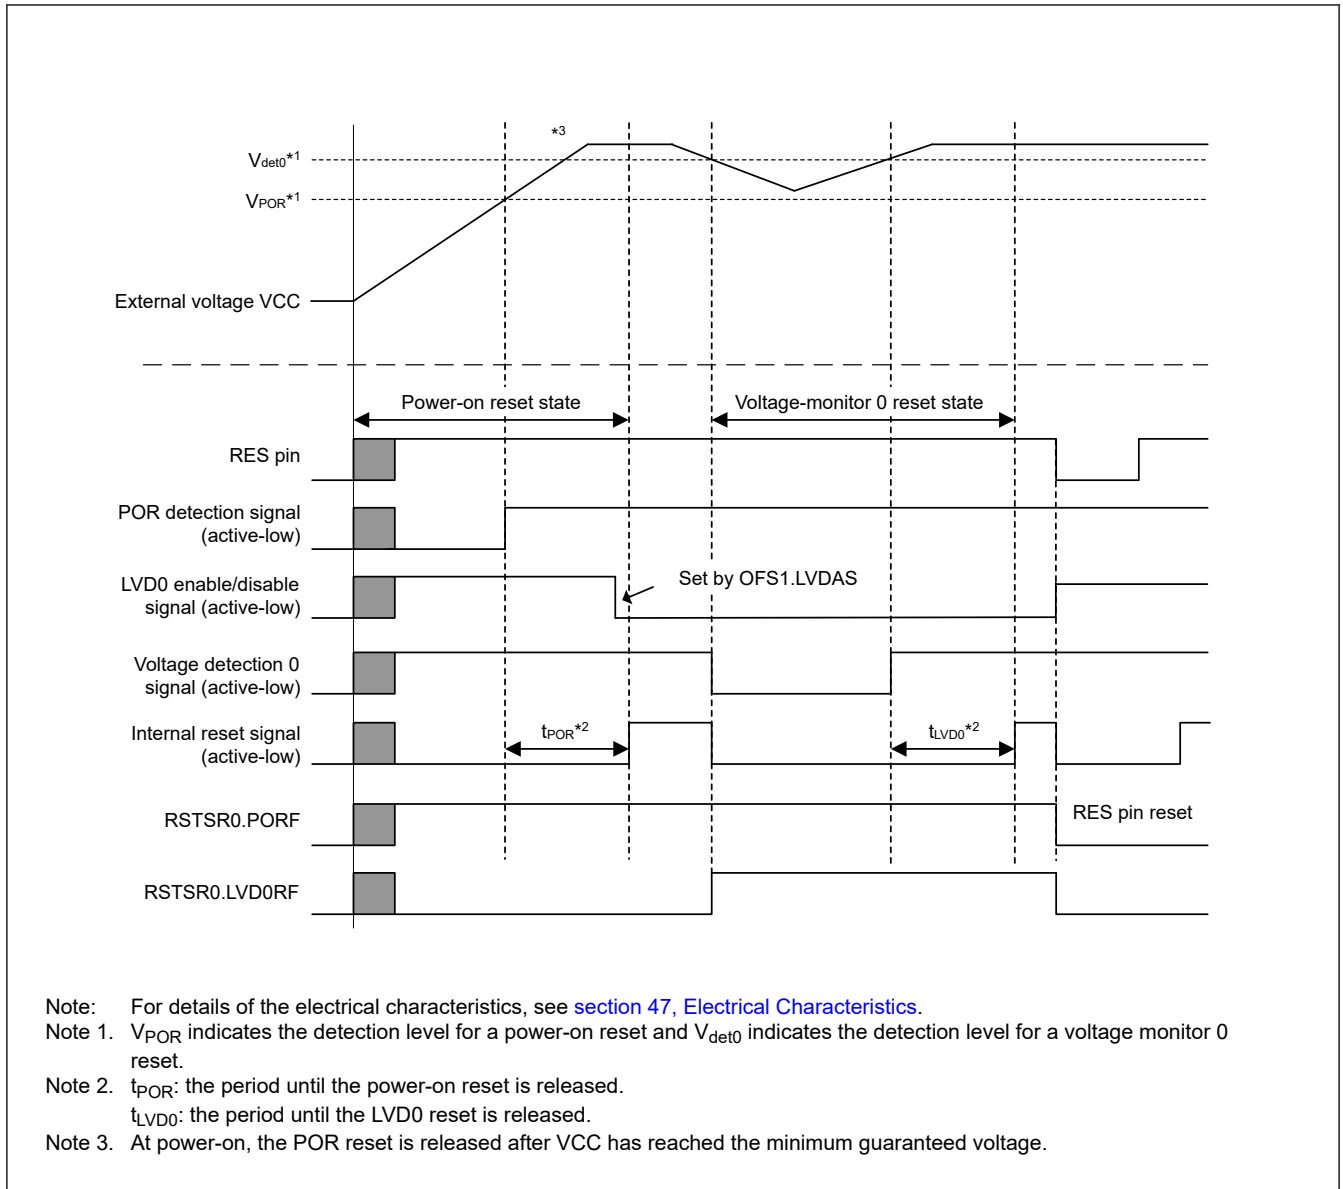 *3
Vdet0*1
VPOR*1
External voltage VCC
Power-on reset state
Voltage-monitor 0 reset state
RES pin
POR detection signal
(active-low)
LVD0 enable/disable
signal (active-low)
Set by OFS1.LVDAS
Voltage detection 0
signal (active-low)
Internal reset signal
(active-low)
tPOR*2
tLVD0*2
RSTSR0.PORF
RES pin reset
RSTSR0.LVD0RF
Note: For details of the electrical characteristics, see section 47, Electrical Characteristics.
Note 1. VPOR indicates the detection level for a power-on reset and Vdet0 indicates the detection level for a voltage monitor 0
reset.
Note 2. tPOR: the period until the power-on reset is released.
tLVD0: the period until the LVD0 reset is released.
Note 3. At power-on, the POR reset is released after VCC has reached the minimum guaranteed voltage.